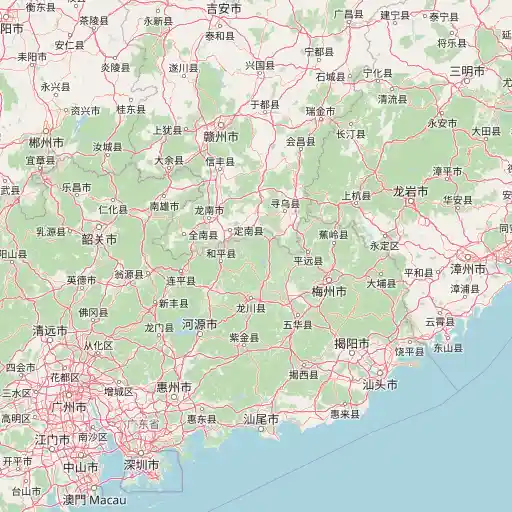 衡东县
茶陵县
永新县
吉安市
广昌县
建宁县
泰宁县
阳市
安仁县
泰和县
宁都县
将乐县
延
耒阳市
炎陵县
遂川县
兴国县
石城县
宁化县
三明市
永兴县
清流县
尤
资兴市
桂东县
于都县
瑞金市
永安市
郴州市
上犹县
赣州市
长汀县
大田县
汝城县
会昌县
宜章县
大余县
信丰县
漳平市
武县
乐昌市
龙岩市
仁化县
南雄市
龙南市
寻乌县
上杭县
华安县
乳源县
韶关市
全南县
定南县
蕉岭县
永定区
同安
阳山县
和平县
平远县
漳州市
英德市
翁源县
连平县
平和县
大埔县
梅州市
漳浦县
佛冈县
新丰县
龙川县
清远市
龙门县
河源市
五华县
云霄县
从化区
紫金县
揭阳市
东山县
饶平县
四会市
花都区
揭西县
汕头市
三水区
增城区
惠州市
广州市
高明区
广东省
惠东县
汕尾市
惠来县
江门市
南沙区
开平市
中山市
深圳市
台山市
澳門 Macau